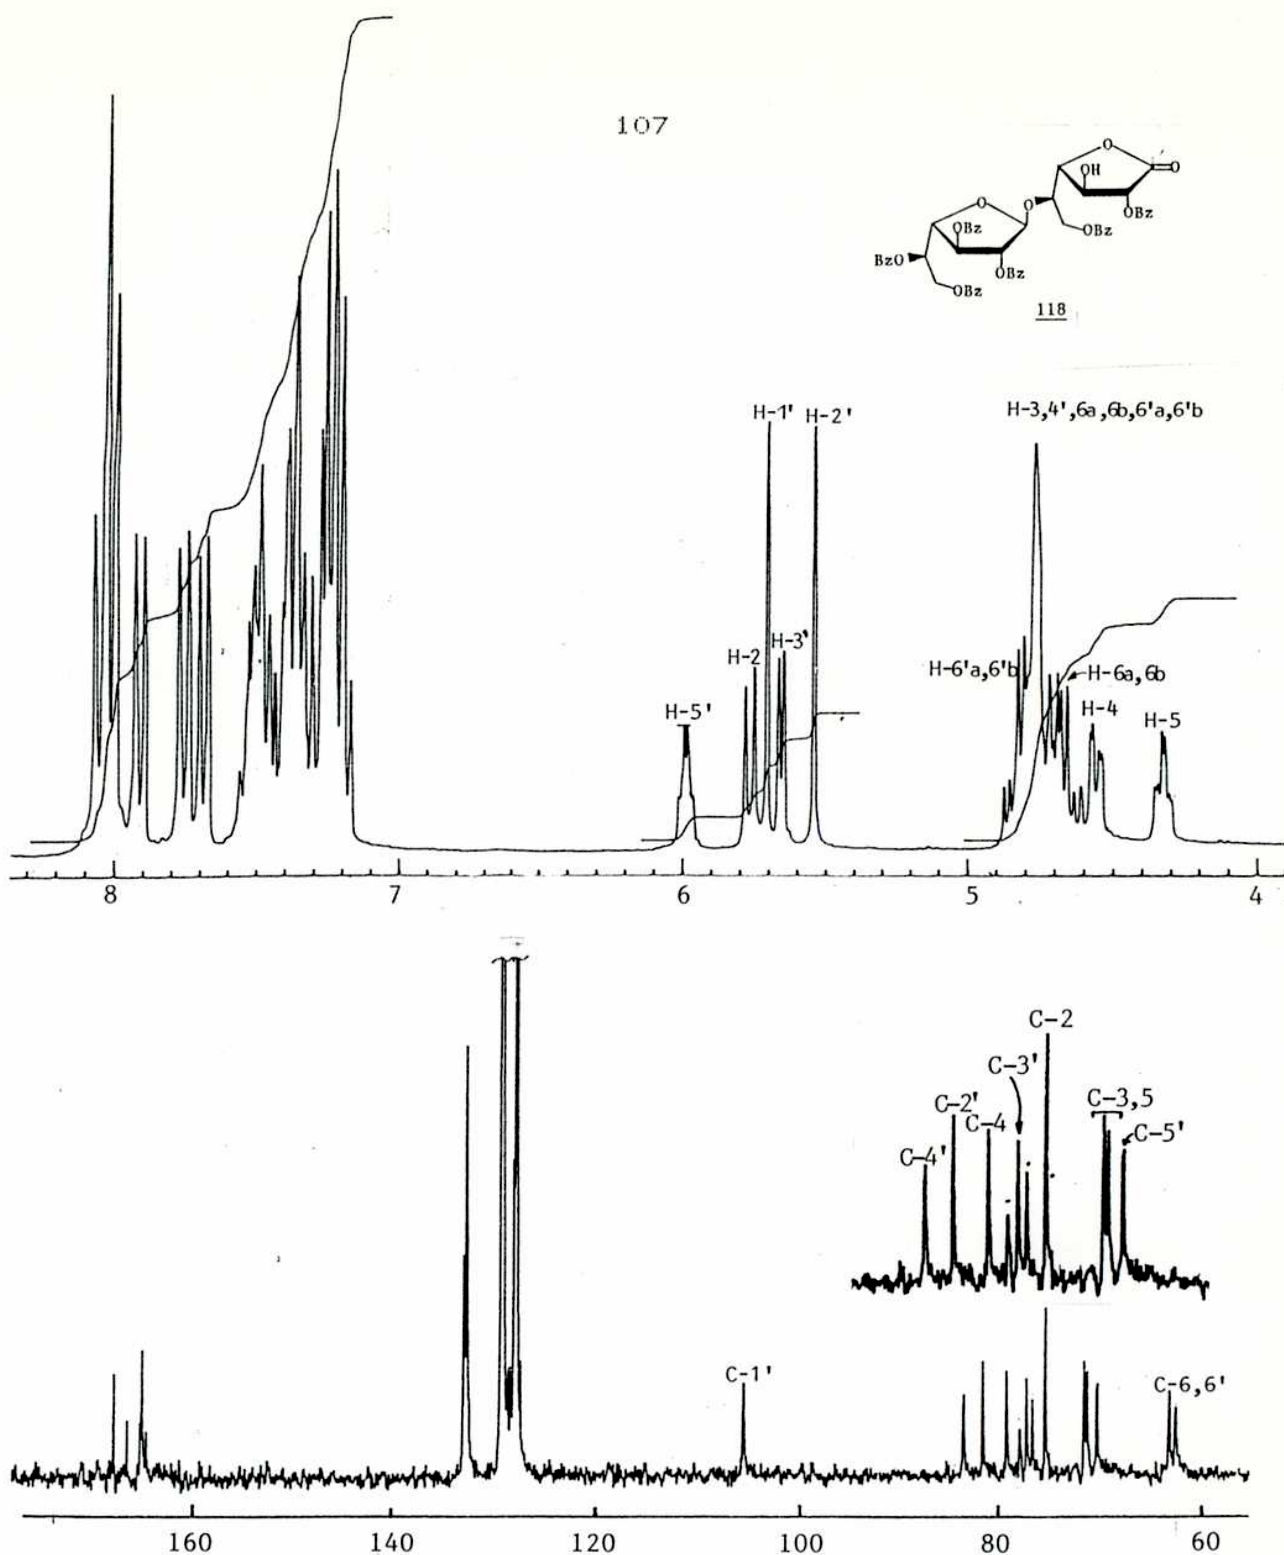 107
O
OH
O
O
O
OBz
OBz
OBz
BzO
OBz
OBz
118
H-1' H-2'
H-3,4',6a,6b,6'a,6'b
H-2
H-3'
H-6'a,6'b
H-6a,6b
H-5'
H-4
H-5
8 7 6 5 4
C-2
C-3'
C-2'
C-3,5
C-4
C-5'
C-4'
C-1'
C-6,6'
160 140 120 100 80 60